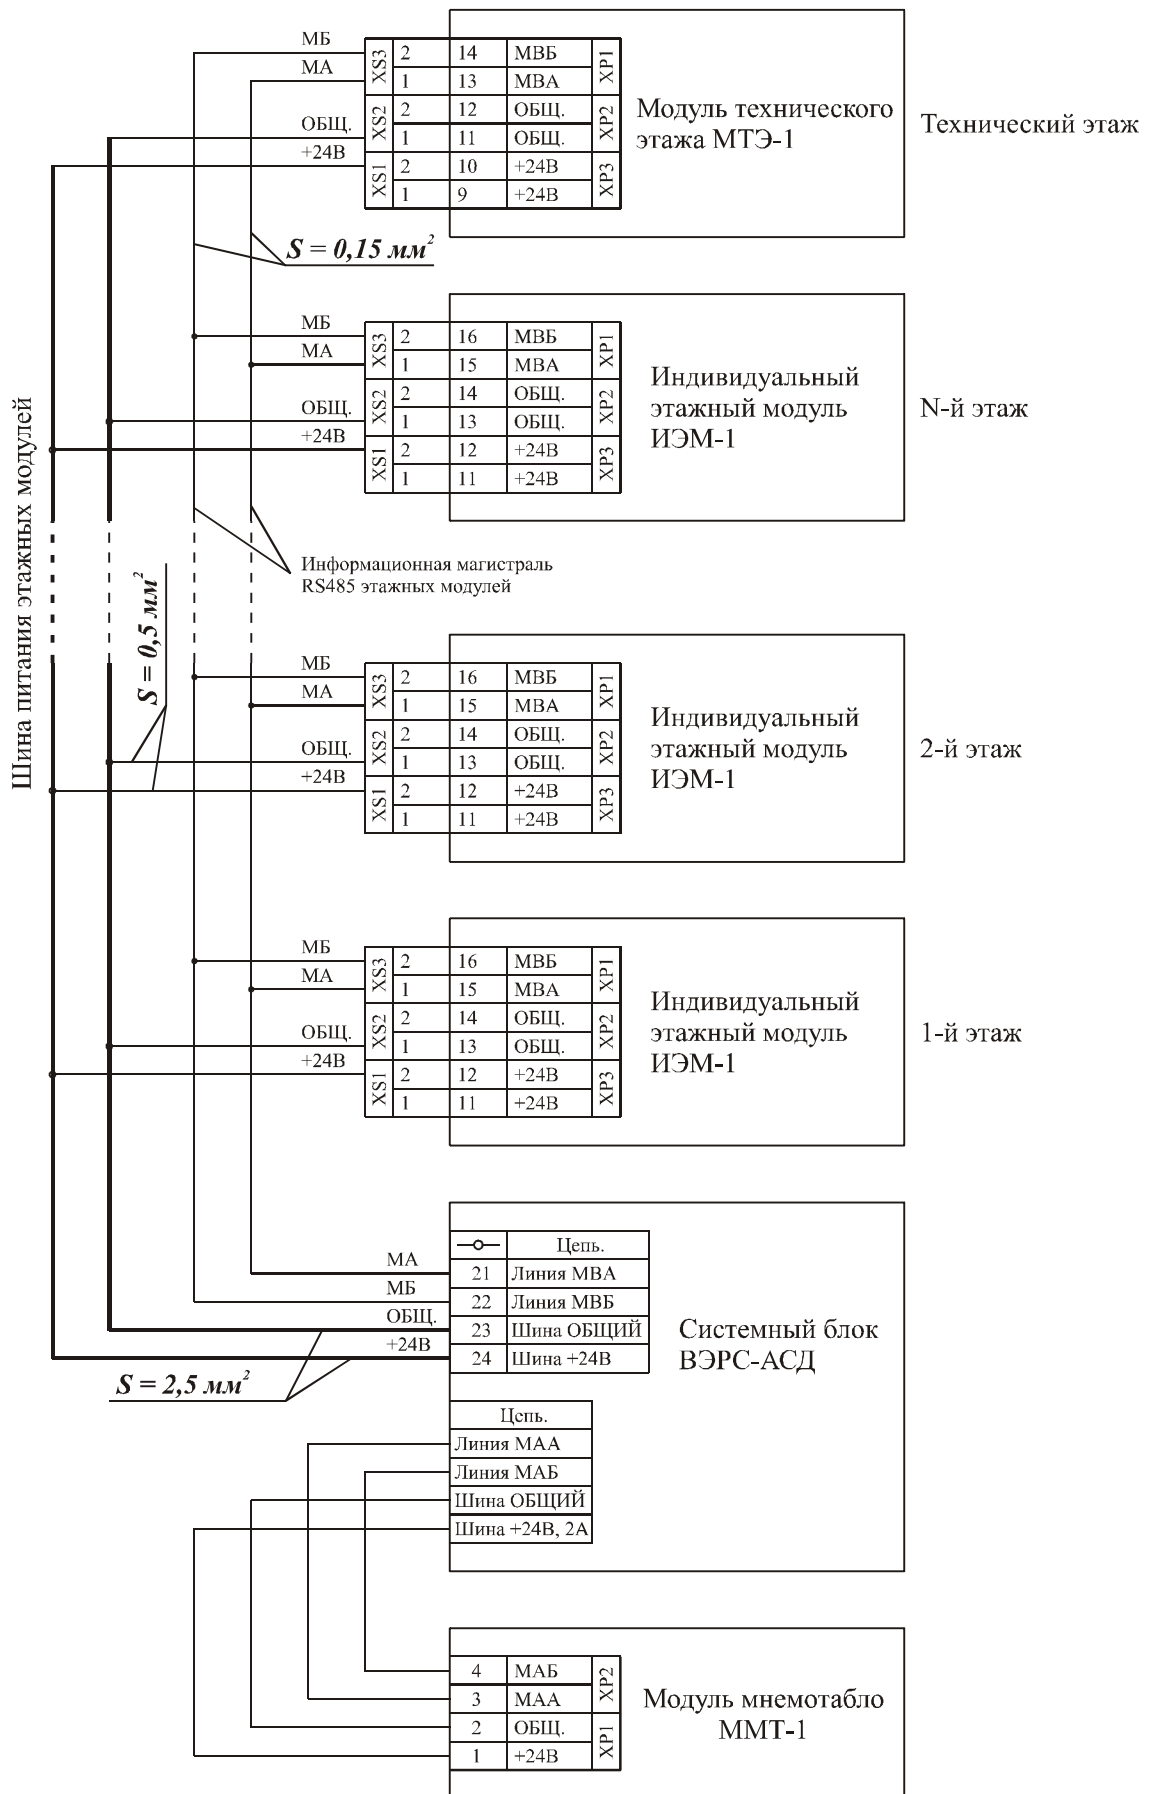 МБ
МА
ОБЩ.
+24В
XS3
XS2
XS1
2 14 МВБ
1 13 МВА
2 12 ОБЩ.
1 11 ОБЩ.
2 10 +24В
1 9 +24В
XP1
XP2
XP3
Модуль технического
этажа МТЭ-1
Технический этаж
S = 0,15 мм²
МБ
МА
ОБЩ.
+24В
XS3
XS2
XS1
2 16 МВБ
1 15 МВА
2 14 ОБЩ.
1 13 ОБЩ.
2 12 +24В
1 11 +24В
XP1
XP2
XP3
Индивидуальный
этажный модуль
ИЭМ-1
N-й этаж
Шина питания этажных модулей
Информационная магистраль
RS485 этажных модулей
S = 0,5 мм²
МБ
МА
ОБЩ.
+24В
XS3
XS2
XS1
2 16 МВБ
1 15 МВА
2 14 ОБЩ.
1 13 ОБЩ.
2 12 +24В
1 11 +24В
XP1
XP2
XP3
Индивидуальный
этажный модуль
ИЭМ-1
2-й этаж
МБ
МА
ОБЩ.
+24В
XS3
XS2
XS1
2 16 МВБ
1 15 МВА
2 14 ОБЩ.
1 13 ОБЩ.
2 12 +24В
1 11 +24В
XP1
XP2
XP3
Индивидуальный
этажный модуль
ИЭМ-1
1-й этаж
МА
МБ
ОБЩ.
+24В
Цепь.
21 Линия МВА
22 Линия МВБ
23 Шина ОБЩИЙ
24 Шина +24В
Системный блок
ВЭРС-АСД
S = 2,5 мм²
Цепь.
Линия МАА
Линия МАБ
Шина ОБЩИЙ
Шина +24В, 2А
4 МАБ
3 МАА
2 ОБЩ.
1 +24В
XP2
XP1
Модуль мнемотабло
ММТ-1